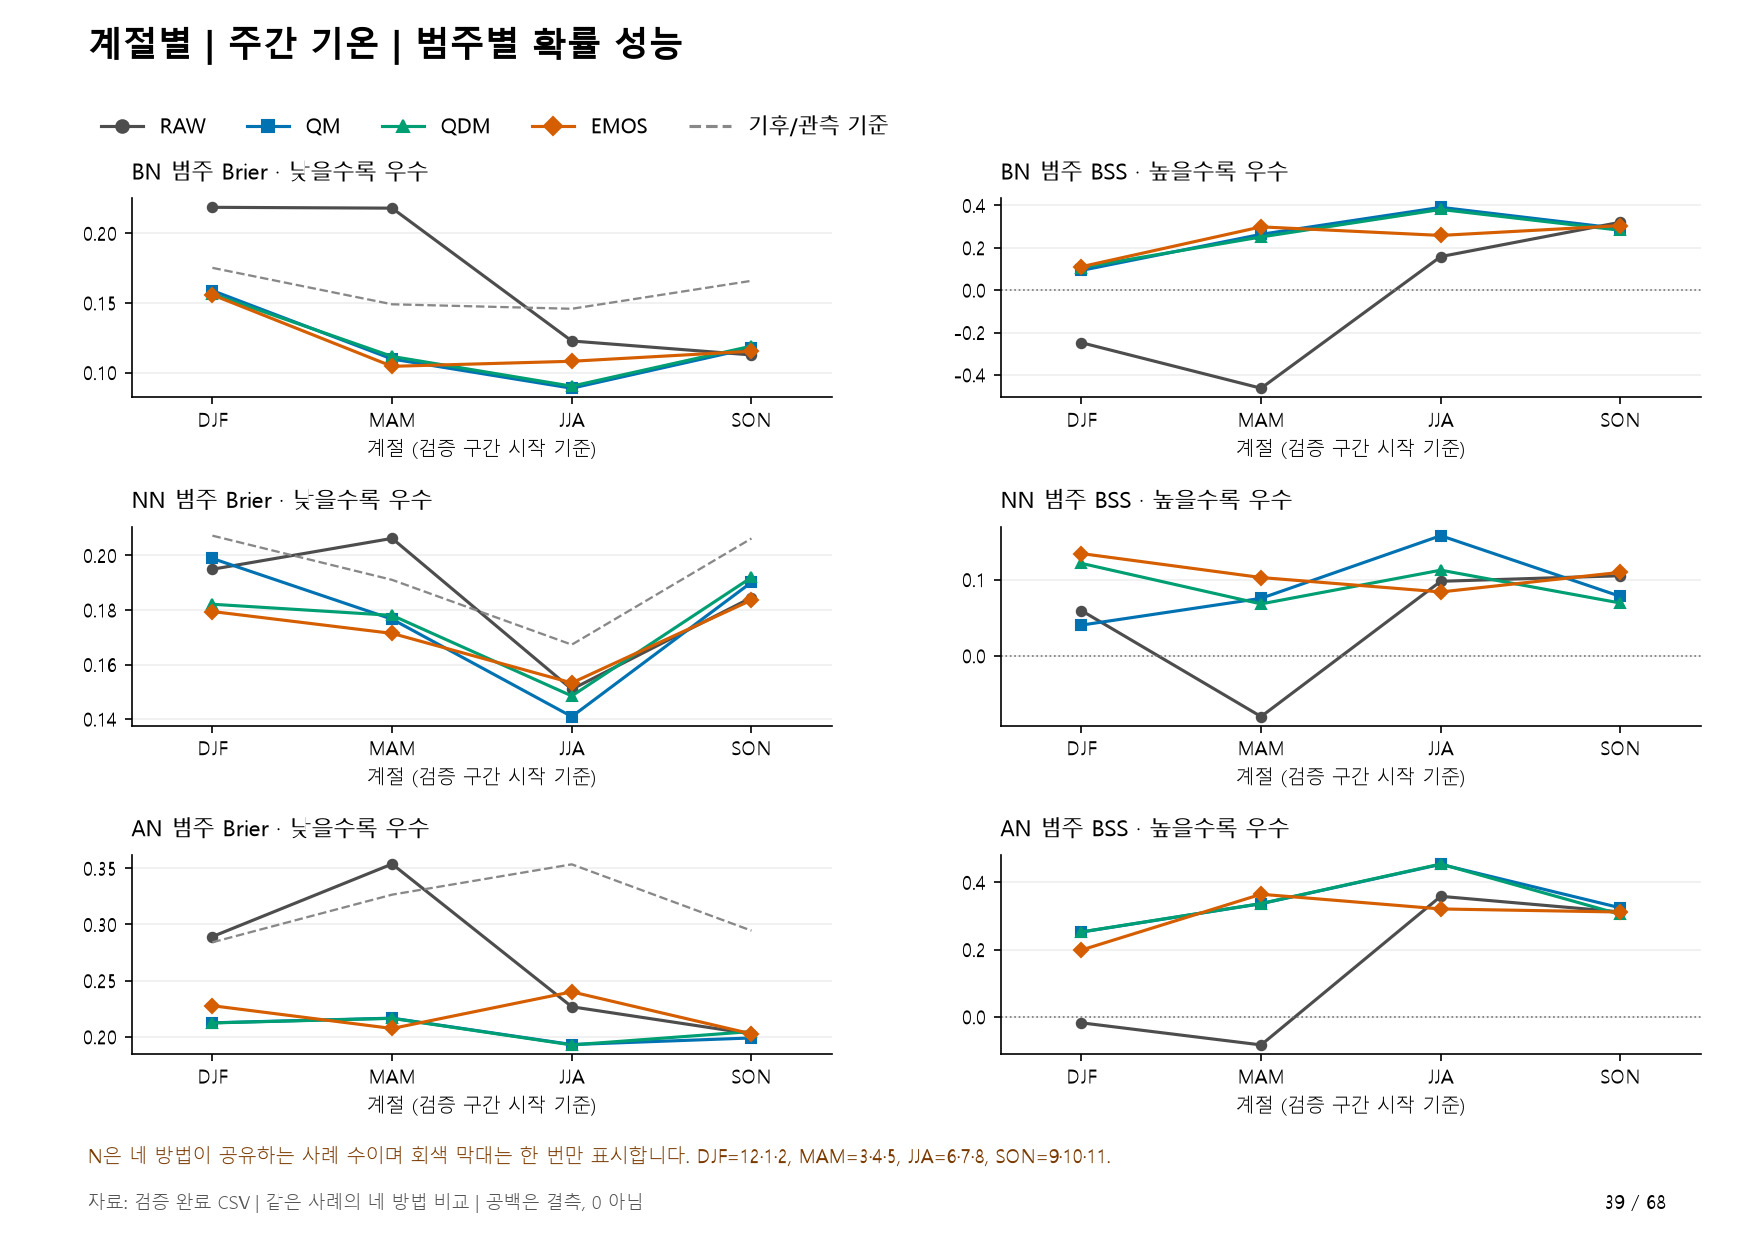 계절별 | 주간 기온 | 범주별 확률 성능
RAW QM QDM EMOS 기후/관측 기준
BN 범주 Brier · 낮을수록 우수
0.20
0.15
0.10
DJF MAM JJA SON
계절 (검증 구간 시작 기준)
BN 범주 BSS · 높을수록 우수
0.4
0.2
0.0
-0.2
-0.4
DJF MAM JJA SON
계절 (검증 구간 시작 기준)
NN 범주 Brier · 낮을수록 우수
0.20
0.18
0.16
0.14
DJF MAM JJA SON
계절 (검증 구간 시작 기준)
NN 범주 BSS · 높을수록 우수
0.1
0.0
DJF MAM JJA SON
계절 (검증 구간 시작 기준)
AN 범주 Brier · 낮을수록 우수
0.35
0.30
0.25
0.20
DJF MAM JJA SON
계절 (검증 구간 시작 기준)
AN 범주 BSS · 높을수록 우수
0.4
0.2
0.0
DJF MAM JJA SON
계절 (검증 구간 시작 기준)
N은 네 방법이 공유하는 사례 수이며 회색 막대는 한 번만 표시합니다. DJF=12·1·2, MAM=3·4·5, JJA=6·7·8, SON=9·10·11.
자료: 검증 완료 CSV | 같은 사례의 네 방법 비교 | 공백은 결측, 0 아님
39 / 68